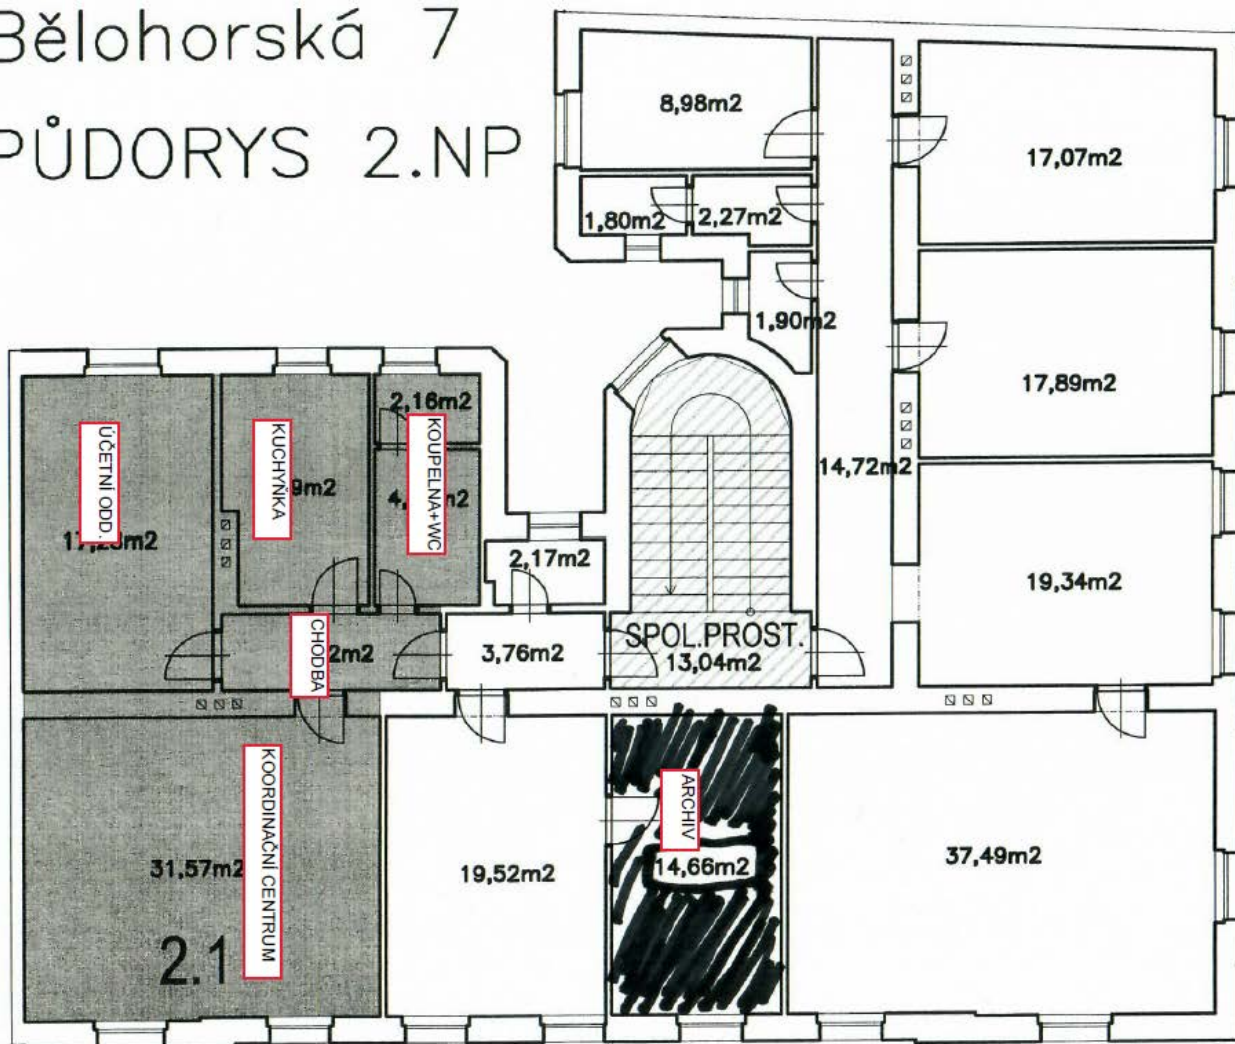 Bělohorská 7
PŮDORYS 2.NP
8,98m2
17,07m2
1,80m2
2,27m2
1,90m2
17,89m2
2,16m2
ÚČETNÍ ODD.
KUCHYŇKA
KOUPELNA+WC
14,72m2
2,17m2
19,34m2
CHODBA
3,76m2
SPOL.PROST.
13,04m2
KOORDINAČNÍ CENTRUM
ARCHIV
31,57m2
19,52m2
14,66m2
37,49m2
2.1